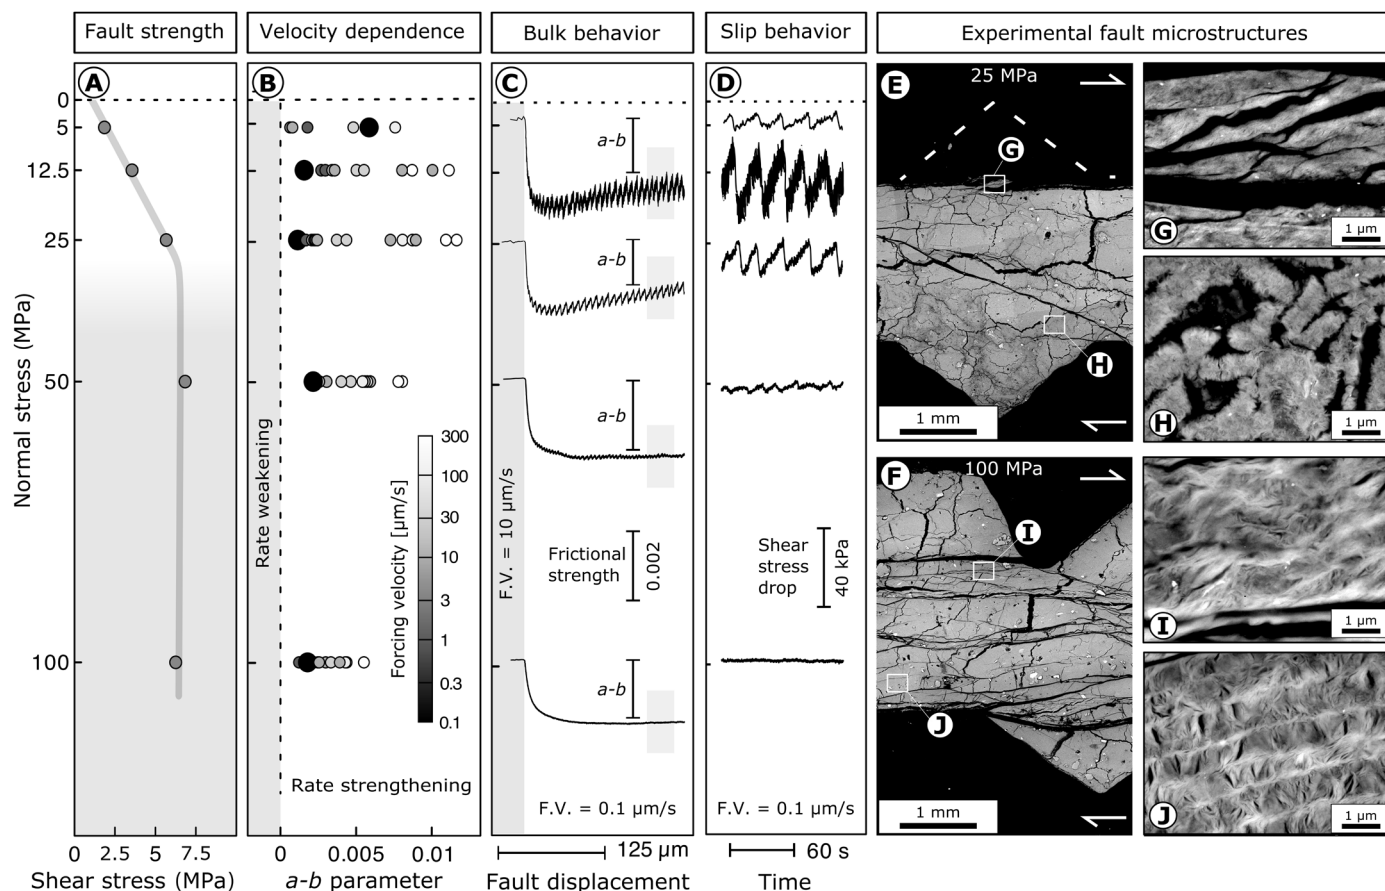 Fault strength
Velocity dependence
Bulk behavior
Slip behavior
Experimental fault microstructures
A
B
C
D
E
25 MPa
G
H
1 mm
G
1 µm
H
1 µm
F
100 MPa
I
J
1 mm
I
1 µm
J
1 µm
Normal stress (MPa)
0
5
12.5
25
50
100
0
2.5
5
7.5
Shear stress (MPa)
Rate weakening
Rate strengthening
Forcing velocity [µm/s]
300
100
30
10
3
1
0.3
0.1
0
0.005
0.01
a-b parameter
F.V. = 10 µm/s
a-b
a-b
a-b
a-b
Frictional
strength
0.002
F.V. = 0.1 µm/s
125 µm
Fault displacement
Shear
stress
drop
40 kPa
F.V. = 0.1 µm/s
60 s
Time